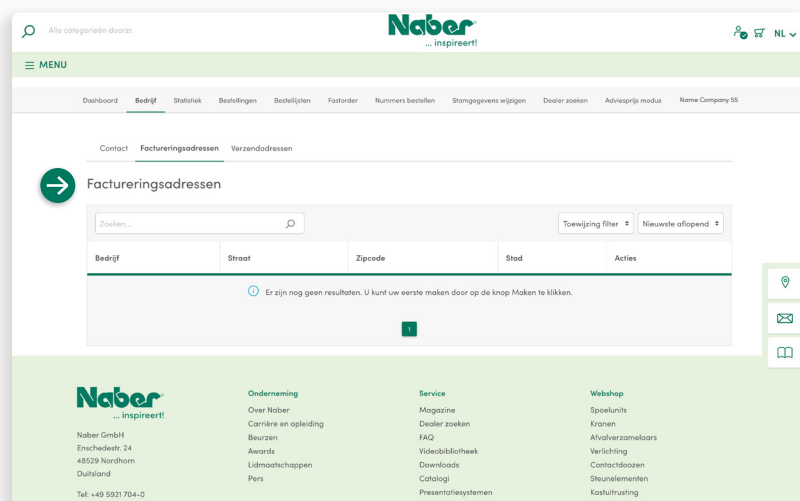 Alle categorieën doorzc
Naber
... inspireert!
NL
MENU
Dashboard Bedrijf Statistiek Bestellingen Bestellijsten Fastorder Nummers bestellen Stamgegevens wijzigen Dealer zoeken Adviesprijs modus Name Company 55
Contact Factureringsadressen Verzendadressen
Factureringsadressen
Zoeken... Toewijzing filter Nieuwste aflopend
Bedrijf Straat Zipcode Stad Acties
Er zijn nog geen resultaten. U kunt uw eerste maken door op de knop Maken te klikken.
1
Naber
... inspireert!
Naber GmbH
Enschedestr. 24
48529 Nordhorn
Duitsland
Tel: +49 5921 704-0
Onderneming
Over Naber
Carrière en opleiding
Beurzen
Awards
Lidmaatschappen
Pers
Service
Magazine
Dealer zoeken
FAQ
Videobibliotheek
Downloads
Catalogi
Presentatiesystemen
Webshop
Spoelunits
Kranen
Afvalverzamelaars
Verlichting
Contactdoozen
Steunelementen
Kastuitrusting